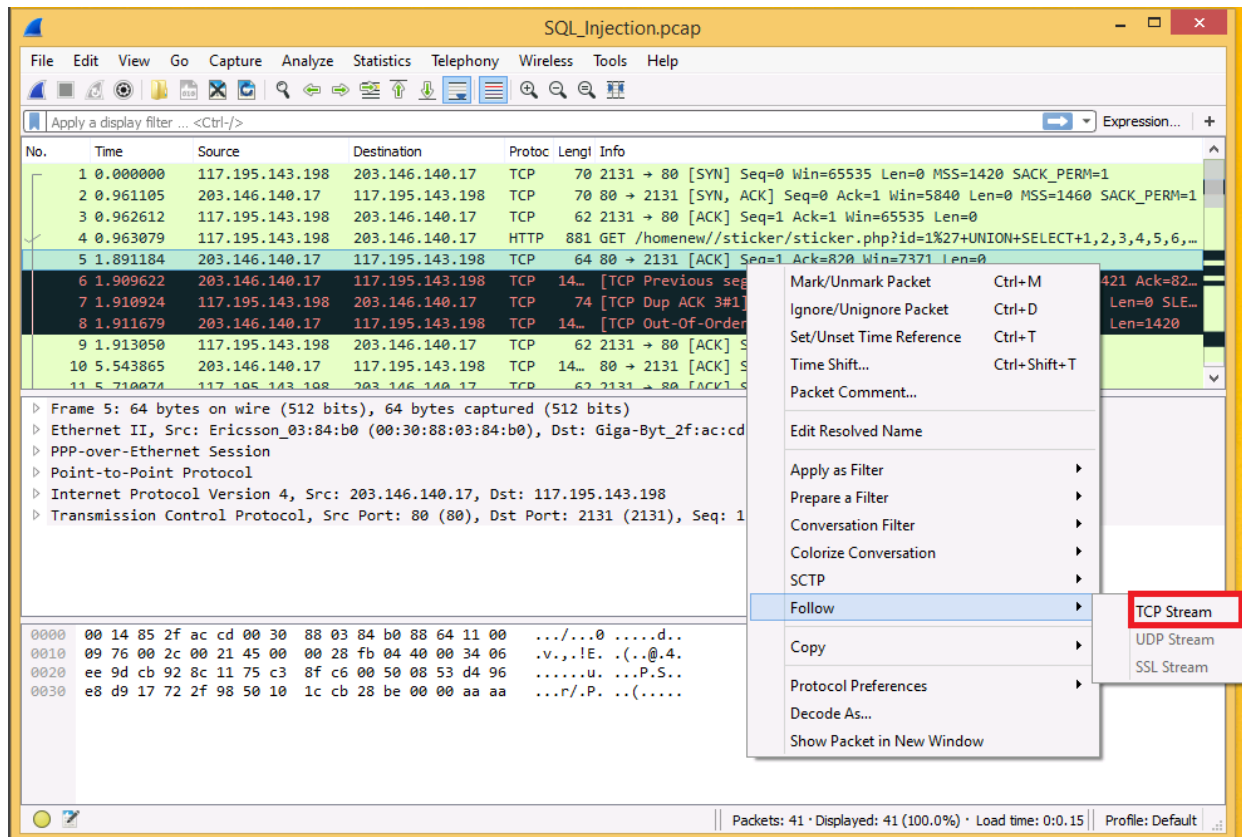 SQL_Injection.pcap
File Edit View Go Capture Analyze Statistics Telephony Wireless Tools Help
Apply a display filter ... <Ctrl-/>
Expression... +
No. Time Source Destination Protoc Lengt Info
1 0.000000 117.195.143.198 203.146.140.17 TCP 70 2131 → 80 [SYN] Seq=0 Win=65535 Len=0 MSS=1420 SACK_PERM=1
2 0.961105 203.146.140.17 117.195.143.198 TCP 70 80 → 2131 [SYN, ACK] Seq=0 Ack=1 Win=5840 Len=0 MSS=1460 SACK_PERM=1
3 0.962612 117.195.143.198 203.146.140.17 TCP 62 2131 → 80 [ACK] Seq=1 Ack=1 Win=65535 Len=0
4 0.963079 117.195.143.198 203.146.140.17 HTTP 881 GET /homenew//sticker/sticker.php?id=1%27+UNION+SELECT+1,2,3,4,5,6,…
5 1.891184 203.146.140.17 117.195.143.198 TCP 64 80 → 2131 [ACK] Seq=1 Ack=820 Win=7371 Len=0
6 1.909622 203.146.140.17 117.195.143.198 TCP 14… [TCP Previous seg 421 Ack=82…
7 1.910924 117.195.143.198 203.146.140.17 TCP 74 [TCP Dup ACK 3#1] Len=0 SLE…
8 1.911679 203.146.140.17 117.195.143.198 TCP 14… [TCP Out-Of-Order Len=1420
9 1.913050 117.195.143.198 203.146.140.17 TCP 62 2131 → 80 [ACK] S
10 5.543865 203.146.140.17 117.195.143.198 TCP 14… 80 → 2131 [ACK] S
11 5.710074 117.195.143.198 203.146.140.17 TCP 62 2131 → 80 [ACK] S
Mark/Unmark Packet Ctrl+M
Ignore/Unignore Packet Ctrl+D
Set/Unset Time Reference Ctrl+T
Time Shift... Ctrl+Shift+T
Packet Comment...
Edit Resolved Name
Apply as Filter
Prepare a Filter
Conversation Filter
Colorize Conversation
SCTP
Follow
Copy
Protocol Preferences
Decode As...
Show Packet in New Window
TCP Stream
UDP Stream
SSL Stream
Frame 5: 64 bytes on wire (512 bits), 64 bytes captured (512 bits)
Ethernet II, Src: Ericsson_03:84:b0 (00:30:88:03:84:b0), Dst: Giga-Byt_2f:ac:cd
PPP-over-Ethernet Session
Point-to-Point Protocol
Internet Protocol Version 4, Src: 203.146.140.17, Dst: 117.195.143.198
Transmission Control Protocol, Src Port: 80 (80), Dst Port: 2131 (2131), Seq: 1
0000 00 14 85 2f ac cd 00 30 88 03 84 b0 88 64 11 00 .../...0 .....d..
0010 09 76 00 2c 00 21 45 00 00 28 fb 04 40 00 34 06 .v.,.!E. .(..@.4.
0020 ee 9d cb 92 8c 11 75 c3 8f c6 00 50 08 53 d4 96 ......u. ...P.S..
0030 e8 d9 17 72 2f 98 50 10 1c cb 28 be 00 00 aa aa ...r/.P. ..(.....
Packets: 41 · Displayed: 41 (100.0%) · Load time: 0:0.15 Profile: Default